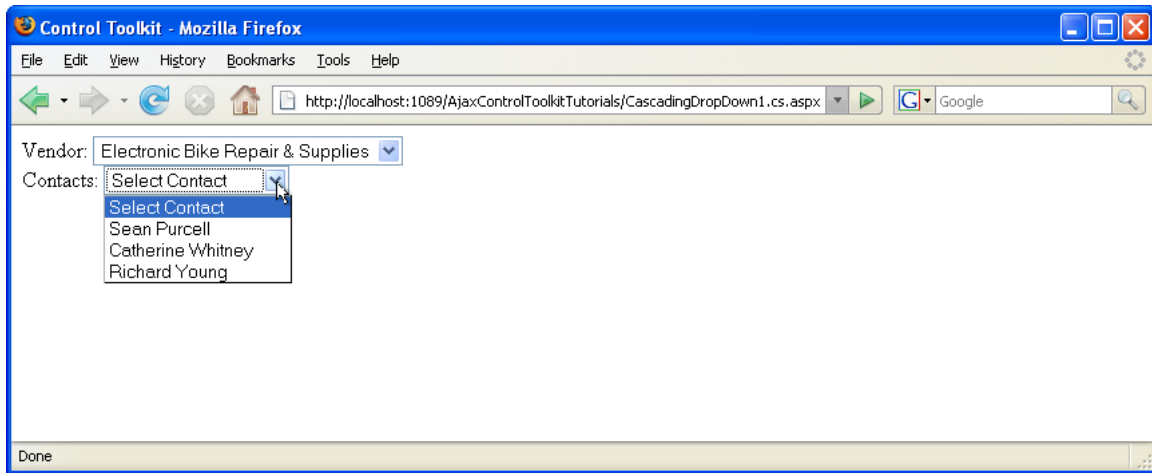 Control Toolkit - Mozilla Firefox
File Edit View History Bookmarks Tools Help
http://localhost:1089/AjaxControlToolkitTutorials/CascadingDropDown1.cs.aspx G Google
Vendor: Electronic Bike Repair & Supplies
Contacts: Select Contact
Select Contact
Sean Purcell
Catherine Whitney
Richard Young
Done